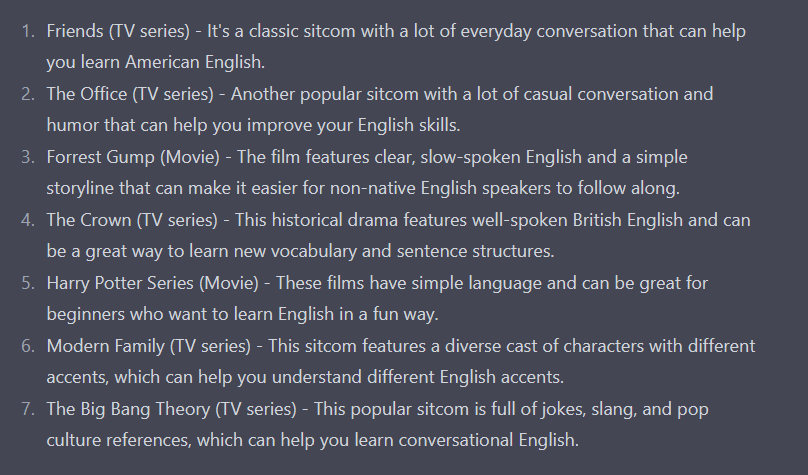 1. Friends (TV series) - It's a classic sitcom with a lot of everyday conversation that can help
you learn American English.
2. The Office (TV series) - Another popular sitcom with a lot of casual conversation and
humor that can help you improve your English skills.
3. Forrest Gump (Movie) - The film features clear, slow-spoken English and a simple
storyline that can make it easier for non-native English speakers to follow along.
4. The Crown (TV series) - This historical drama features well-spoken British English and can
be a great way to learn new vocabulary and sentence structures.
5. Harry Potter Series (Movie) - These films have simple language and can be great for
beginners who want to learn English in a fun way.
6. Modern Family (TV series) - This sitcom features a diverse cast of characters with different
accents, which can help you understand different English accents.
7. The Big Bang Theory (TV series) - This popular sitcom is full of jokes, slang, and pop
culture references, which can help you learn conversational English.